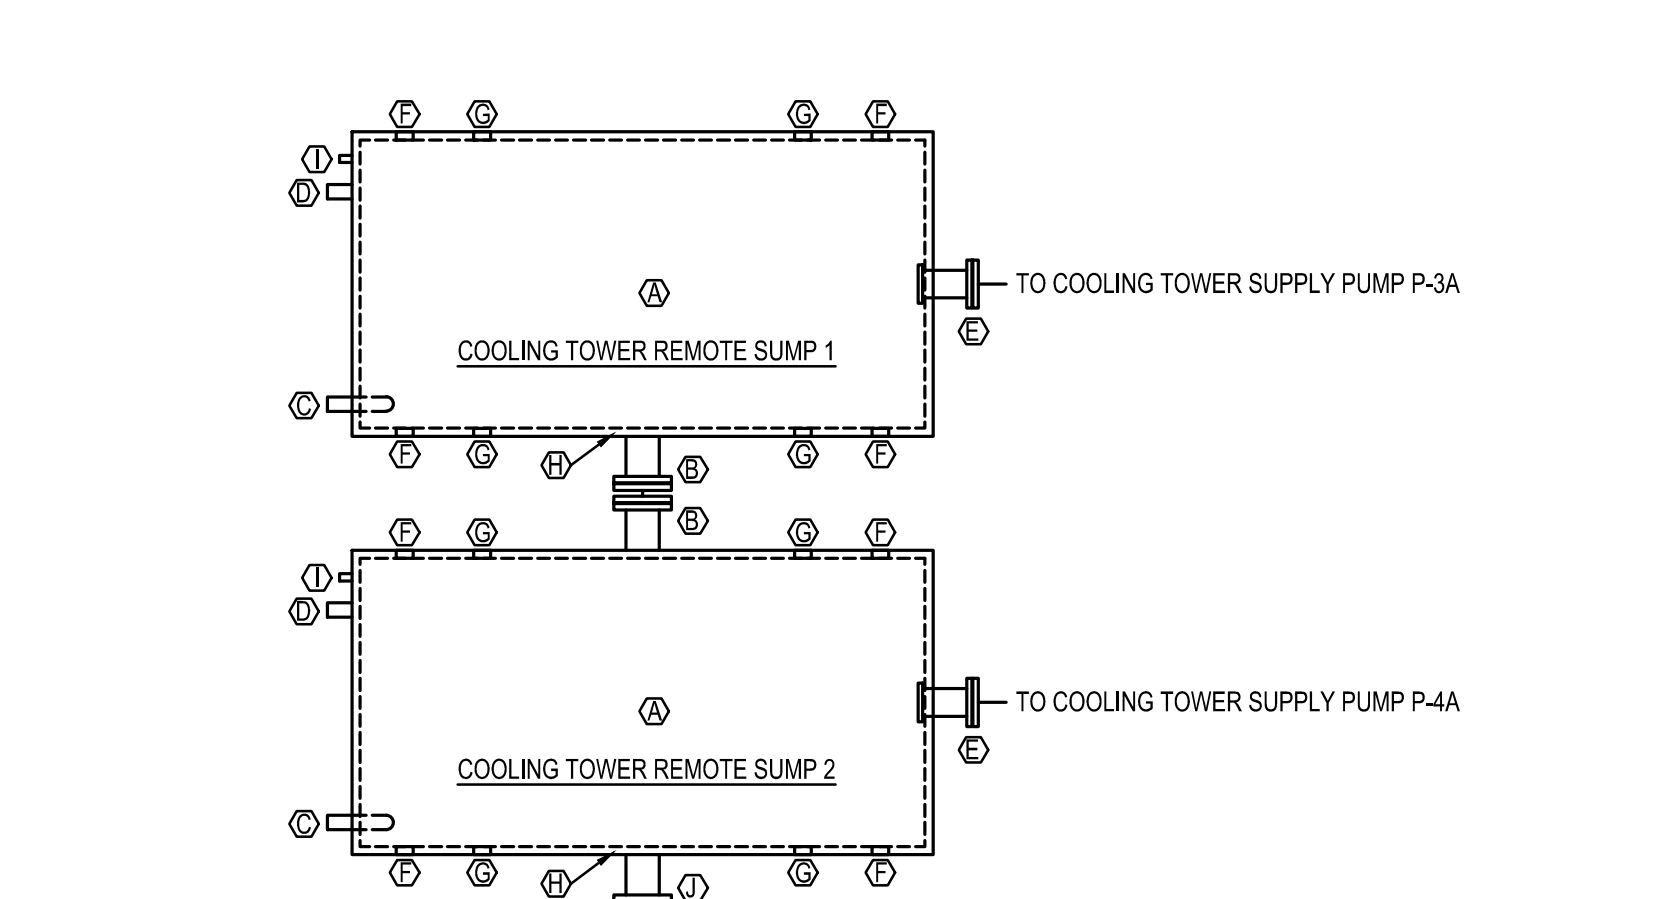 F G G F
I
D
TO COOLING TOWER SUPPLY PUMP P-3A
A
E
COOLING TOWER REMOTE SUMP 1
C
F G H B G F
B
F G G F
I
D
TO COOLING TOWER SUPPLY PUMP P-4A
A
E
COOLING TOWER REMOTE SUMP 2
C
F G H J G F